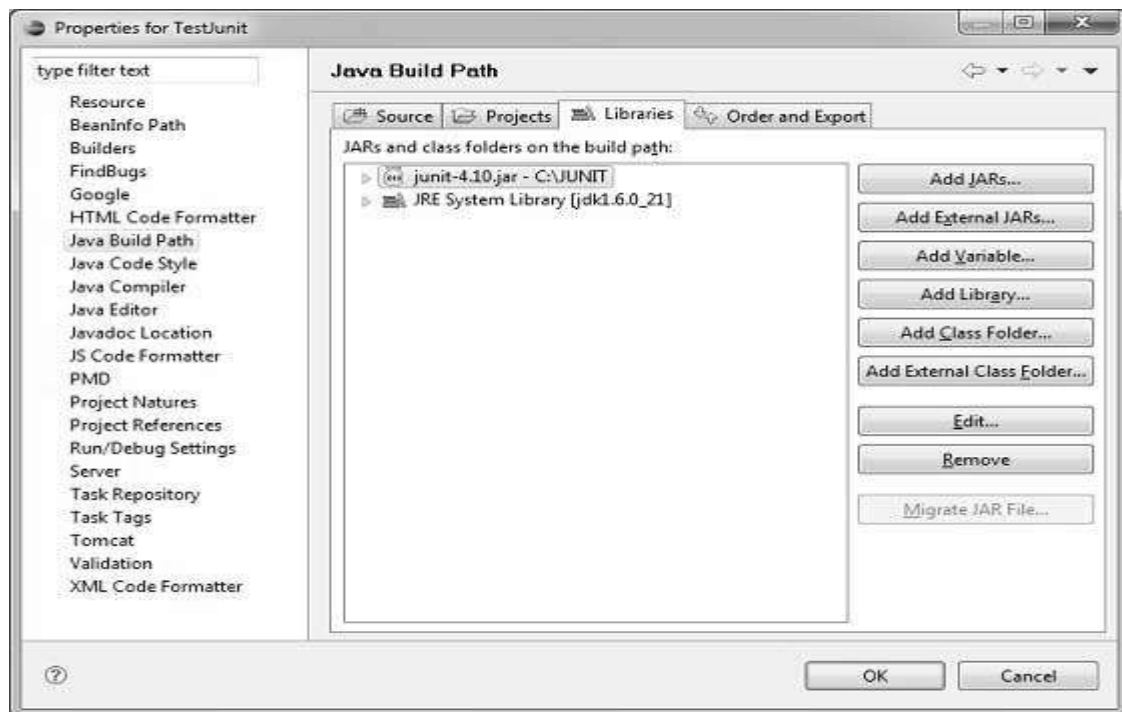 Properties for TestJunit
type filter text
Resource
BeanInfo Path
Builders
FindBugs
Google
HTML Code Formatter
Java Build Path
Java Code Style
Java Compiler
Java Editor
Javadoc Location
JS Code Formatter
PMD
Project Natures
Project References
Run/Debug Settings
Server
Task Repository
Task Tags
Tomcat
Validation
XML Code Formatter
Java Build Path
Source Projects Libraries Order and Export
JARs and class folders on the build path:
junit-4.10.jar - C:\JUNIT
JRE System Library [jdk1.6.0_21]
Add JARs...
Add External JARs...
Add Variable...
Add Library...
Add Class Folder...
Add External Class Folder...
Edit...
Remove
Migrate JAR File...
OK Cancel